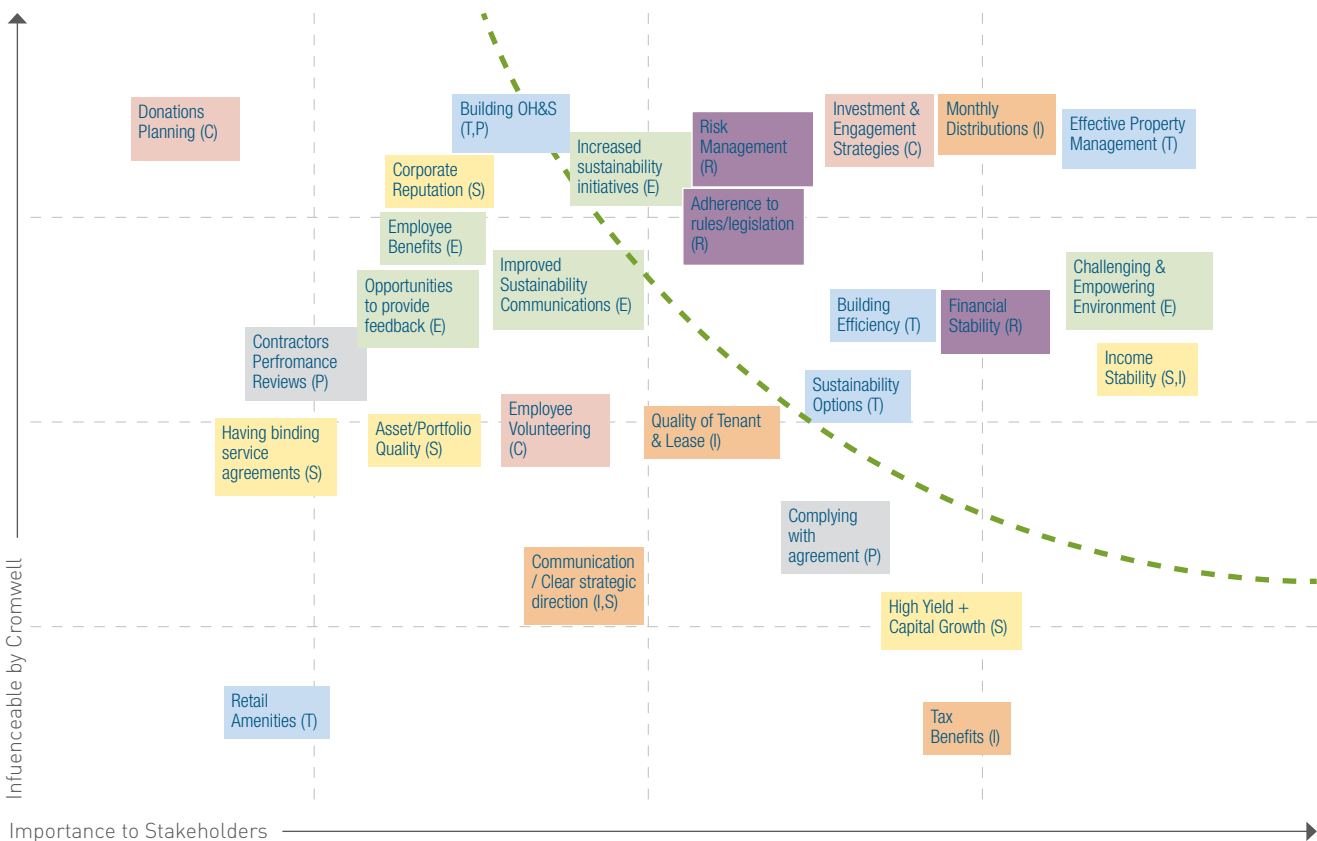 Donations
Planning (C)
Building OH&S
(T,P)
Increased
sustainability
initiatives (E)
Risk
Management
(R)
Investment &
Engagement
Strategies (C)
Monthly
Distributions (I)
Effective Property
Management (T)
Corporate
Reputation (S)
Adherence to
rules/legislation
(R)
Employee
Benefits (E)
Improved
Sustainability
Communications (E)
Challenging &
Empowering
Environment (E)
Opportunities
to provide
feedback (E)
Building
Efficiency (T)
Financial
Stability (R)
Contractors
Perfromance
Reviews (P)
Income
Stability (S,I)
Sustainability
Options (T)
Having binding
service
agreements (S)
Asset/Portfolio
Quality (S)
Employee
Volunteering
(C)
Quality of Tenant
& Lease (I)
Complying
with
agreement (P)
Communication
/ Clear strategic
direction (I,S)
High Yield +
Capital Growth (S)
Retail
Amenities (T)
Tax
Benefits (I)
Infuenceable by Cromwell
Importance to Stakeholders